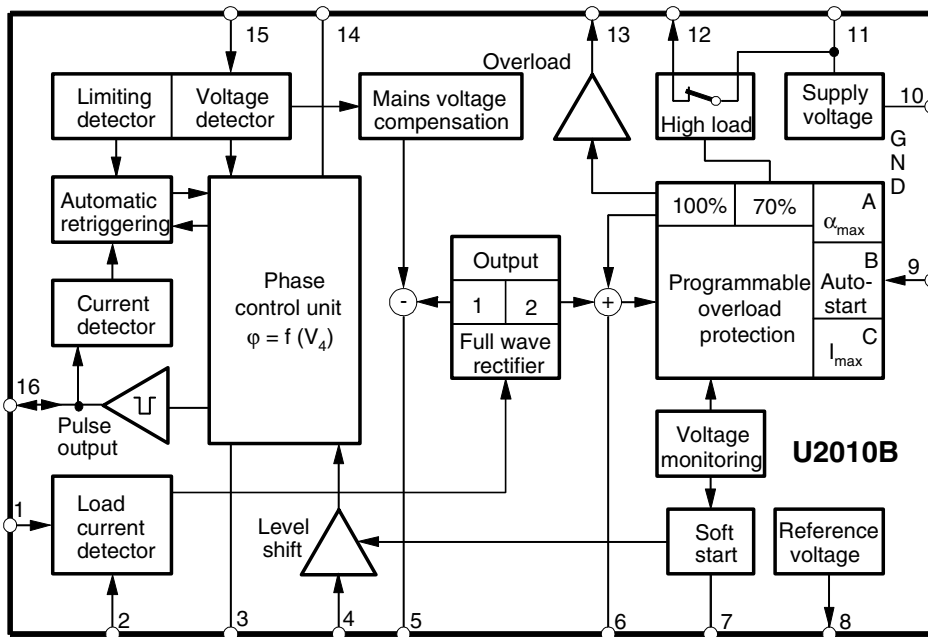 15
14
13
12
11
Overload
Limiting
detector
Voltage
detector
Mains voltage
compensation
High load
Supply
voltage
10
G
N
D
Automatic
retriggering
100%
70%
A
αmax
Phase
control unit
φ = f (V4)
Output
1
2
Full wave
rectifier
-
+
Programmable
overload
protection
B
Auto-
start
C
Imax
9
Current
detector
16
Pulse
output
Voltage
monitoring
U2010B
1
Load
current
detector
Level
shift
Soft
start
Reference
voltage
2
3
4
5
6
7
8